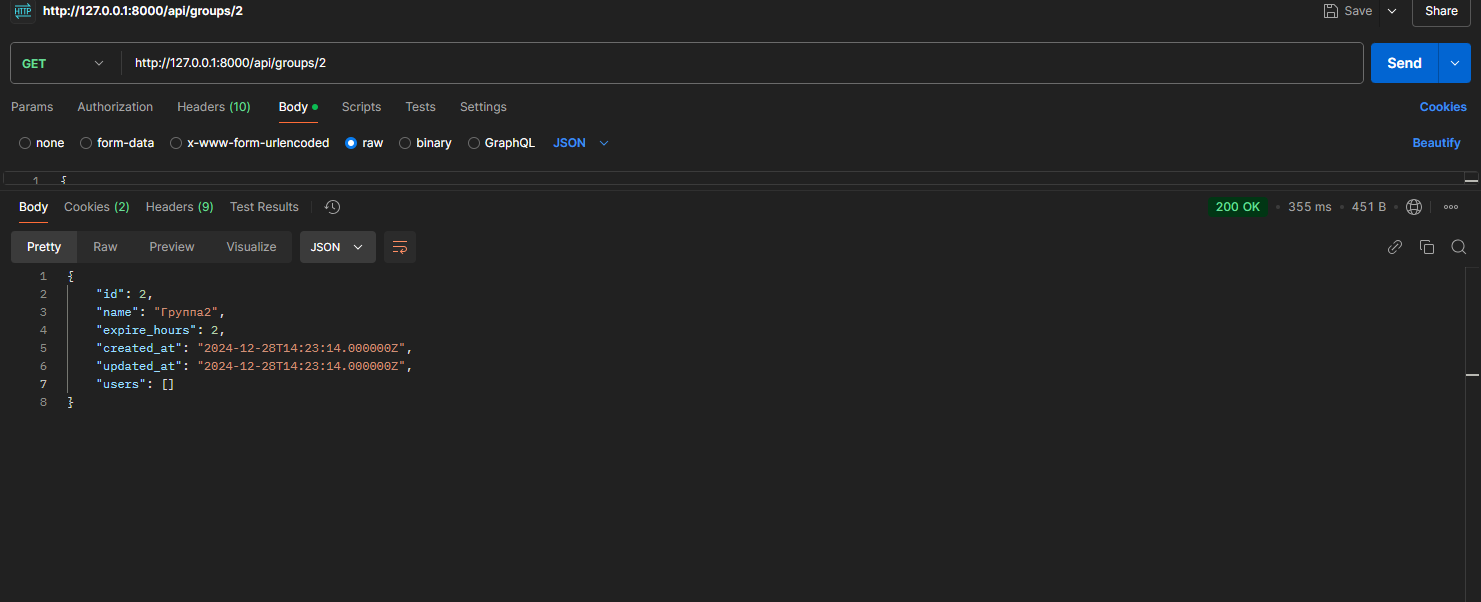 HTTP http://127.0.0.1:8000/api/groups/2 Save Share
GET http://127.0.0.1:8000/api/groups/2 Send
Params Authorization Headers (10) Body Scripts Tests Settings Cookies
none form-data x-www-form-urlencoded raw binary GraphQL JSON Beautify
1 {
Body Cookies (2) Headers (9) Test Results 200 OK 355 ms 451 B
Pretty Raw Preview Visualize JSON
1 {
2 "id": 2,
3 "name": "Группа2",
4 "expire_hours": 2,
5 "created_at": "2024-12-28T14:23:14.000000Z",
6 "updated_at": "2024-12-28T14:23:14.000000Z",
7 "users": []
8 }